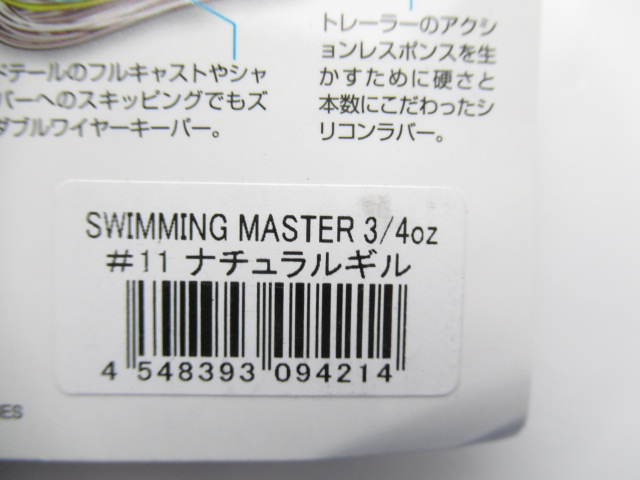 ドテールのフルキャストやシャ
バーへのスキッピングでもズ
ダブルワイヤーキーパー。
トレーラーのアクシ
ョンレスポンスを生
かすために硬さと
本数にこだわったシ
リコンラバー。
SWIMMING MASTER 3/4oz
#11 ナチュラルギル
4 548393 094214
ES